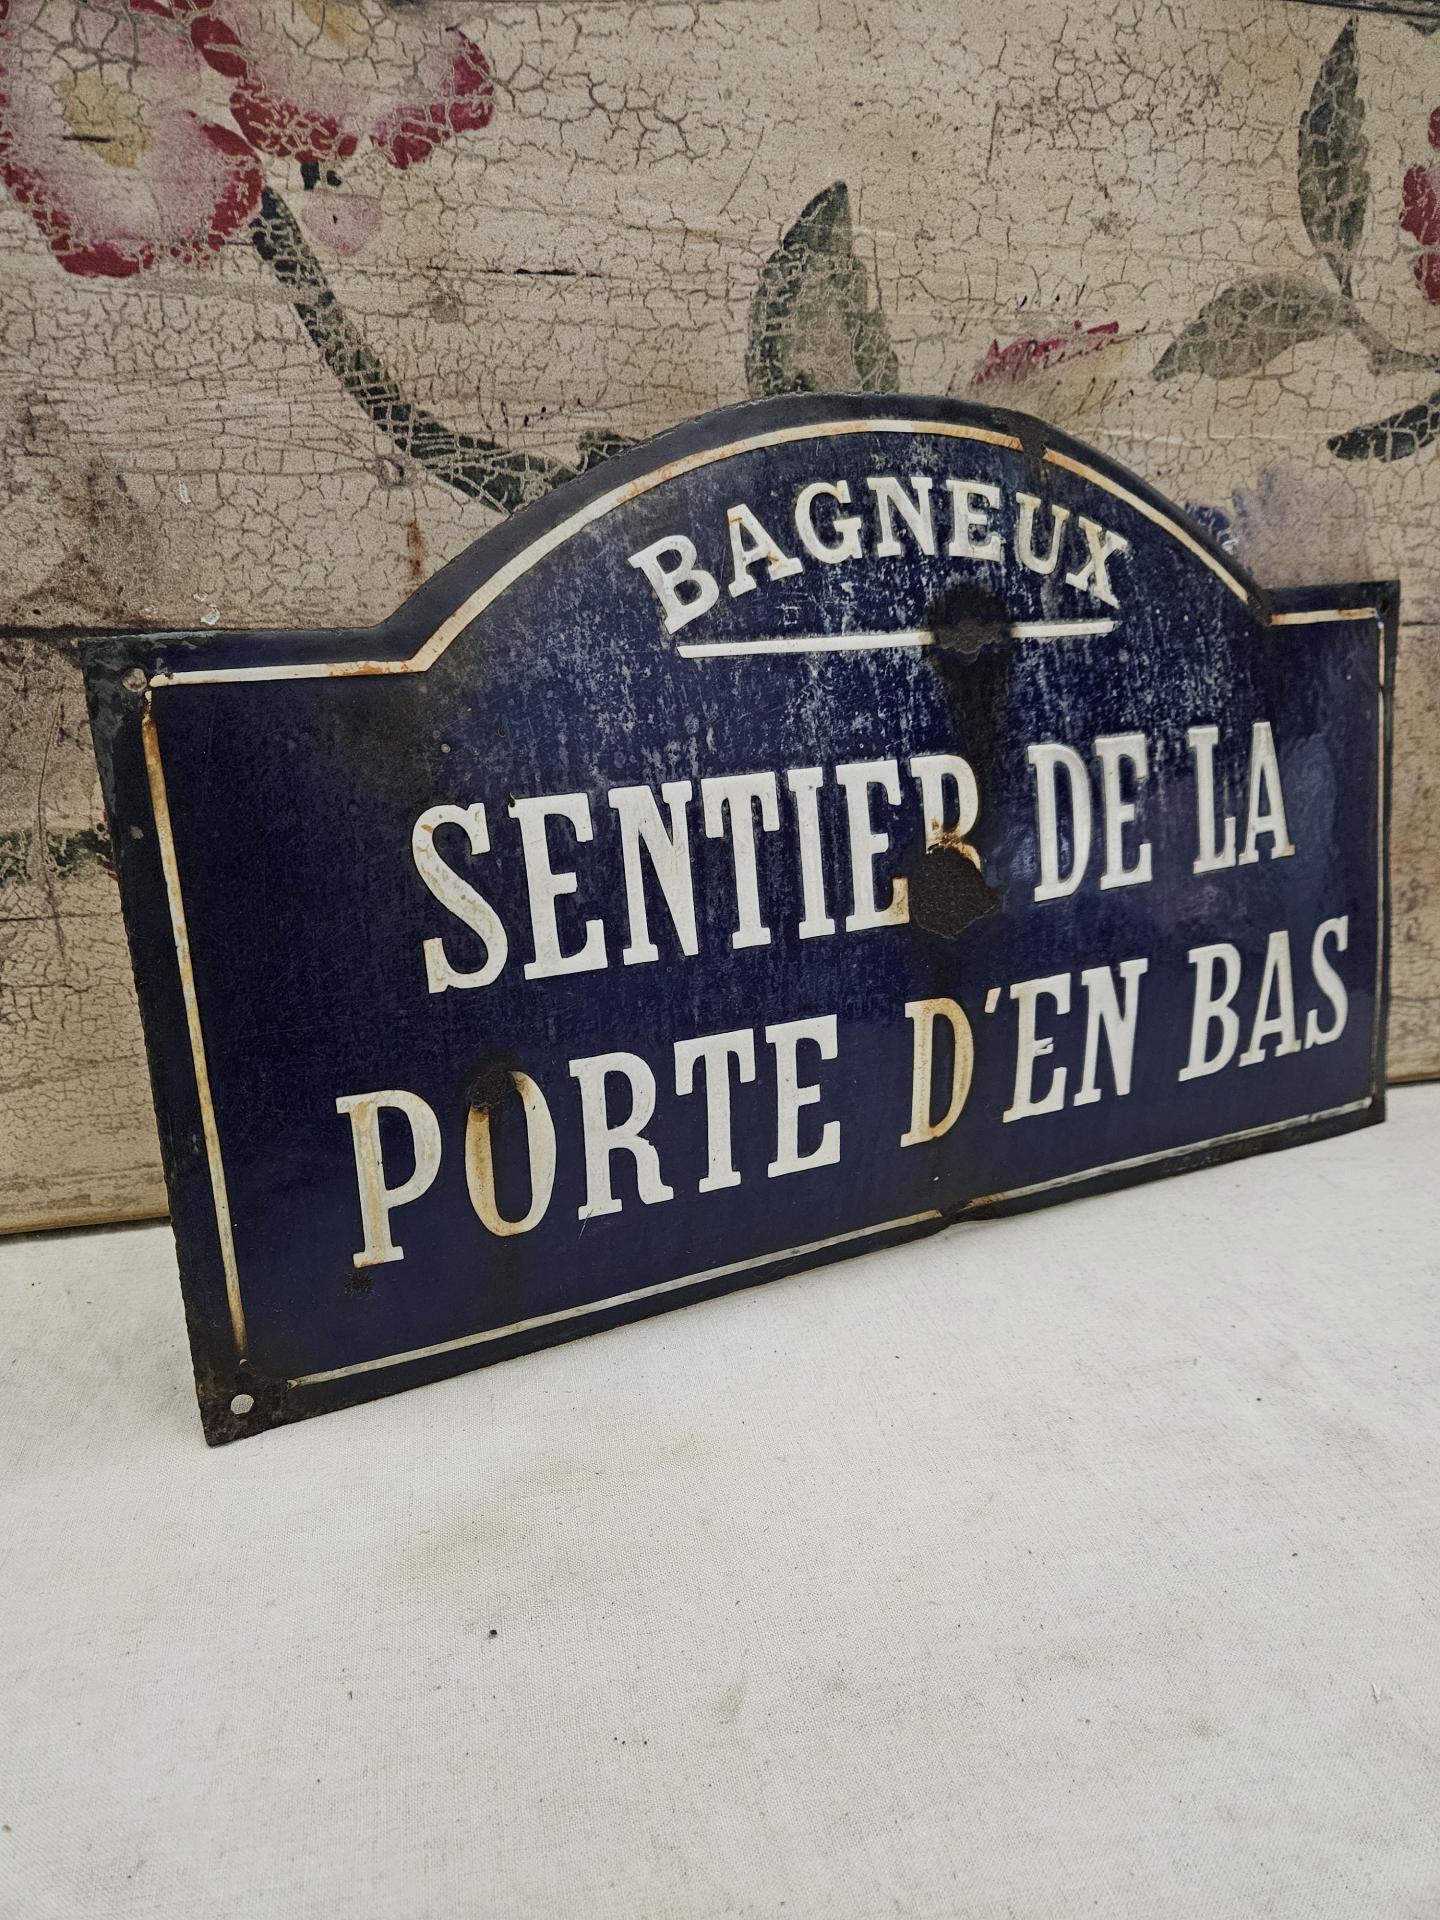 BAGNEUX
SENTIER DE LA
PORTE D'EN BAS